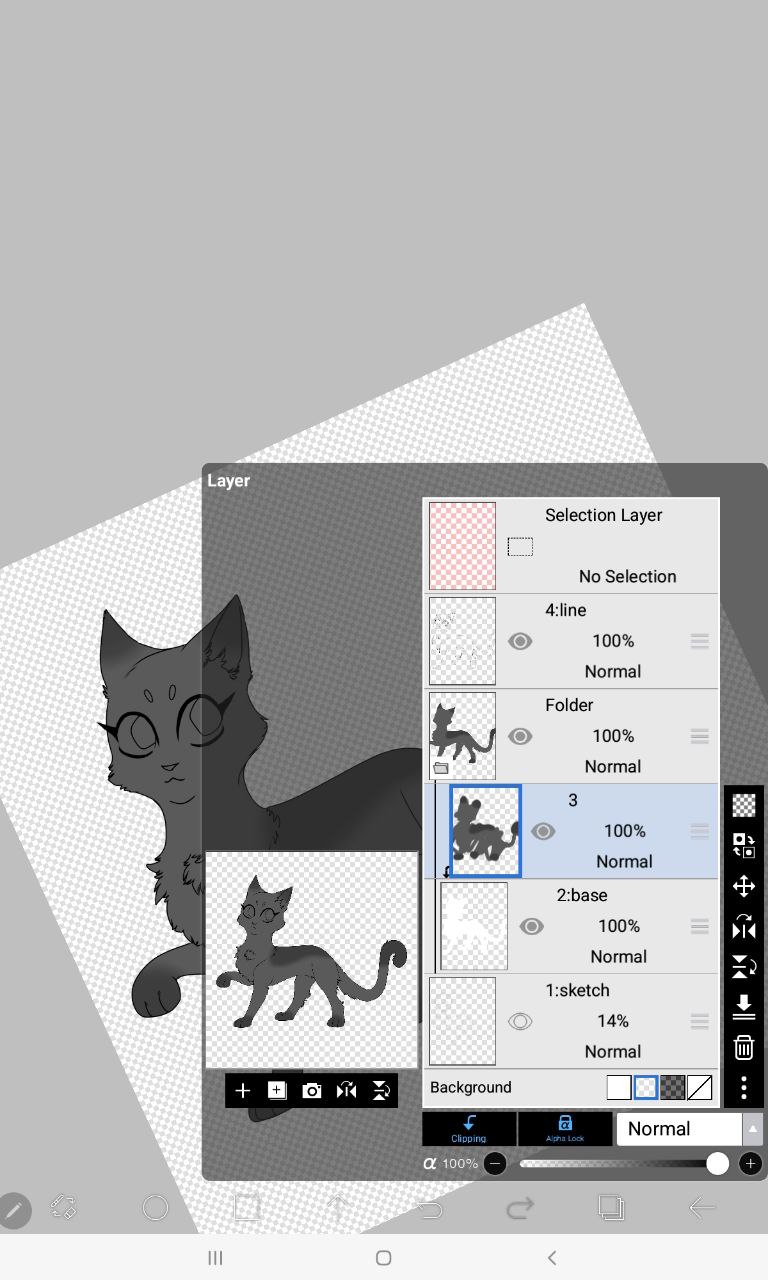 Layer
Selection Layer
No Selection
4:line
100%
Normal
Folder
100%
Normal
3
100%
Normal
2:base
100%
Normal
1:sketch
14%
Normal
Background
Clipping
Alpha Lock
Normal
α 100%